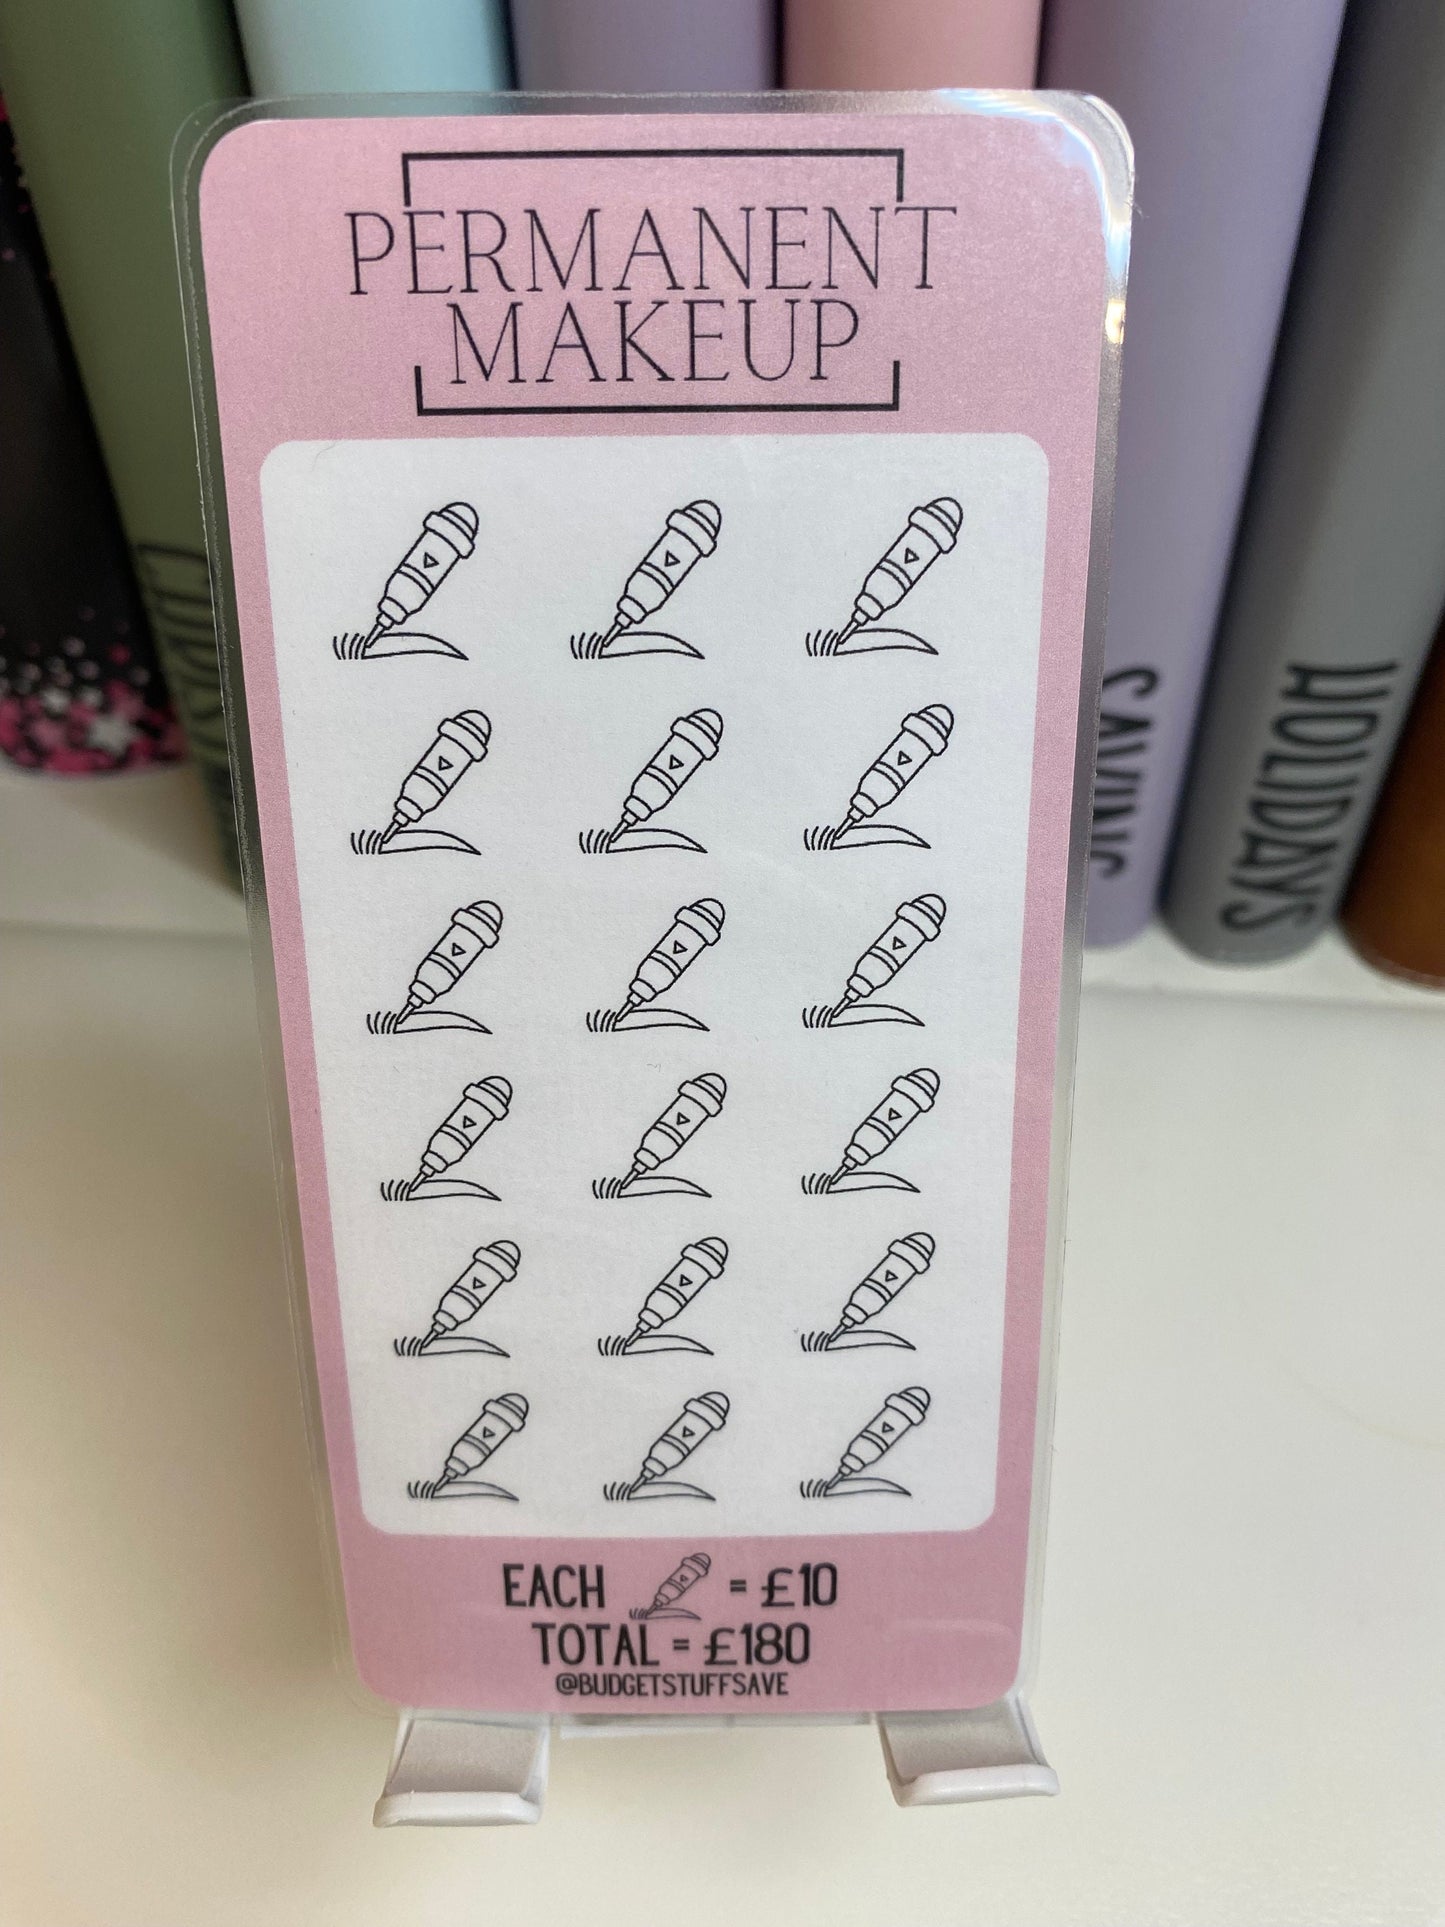 PERMANENT
MAKEUP
SAVING
HOLIDAYS
EACH = £10
TOTAL = £180
@BUDGETSTUFFSAVE